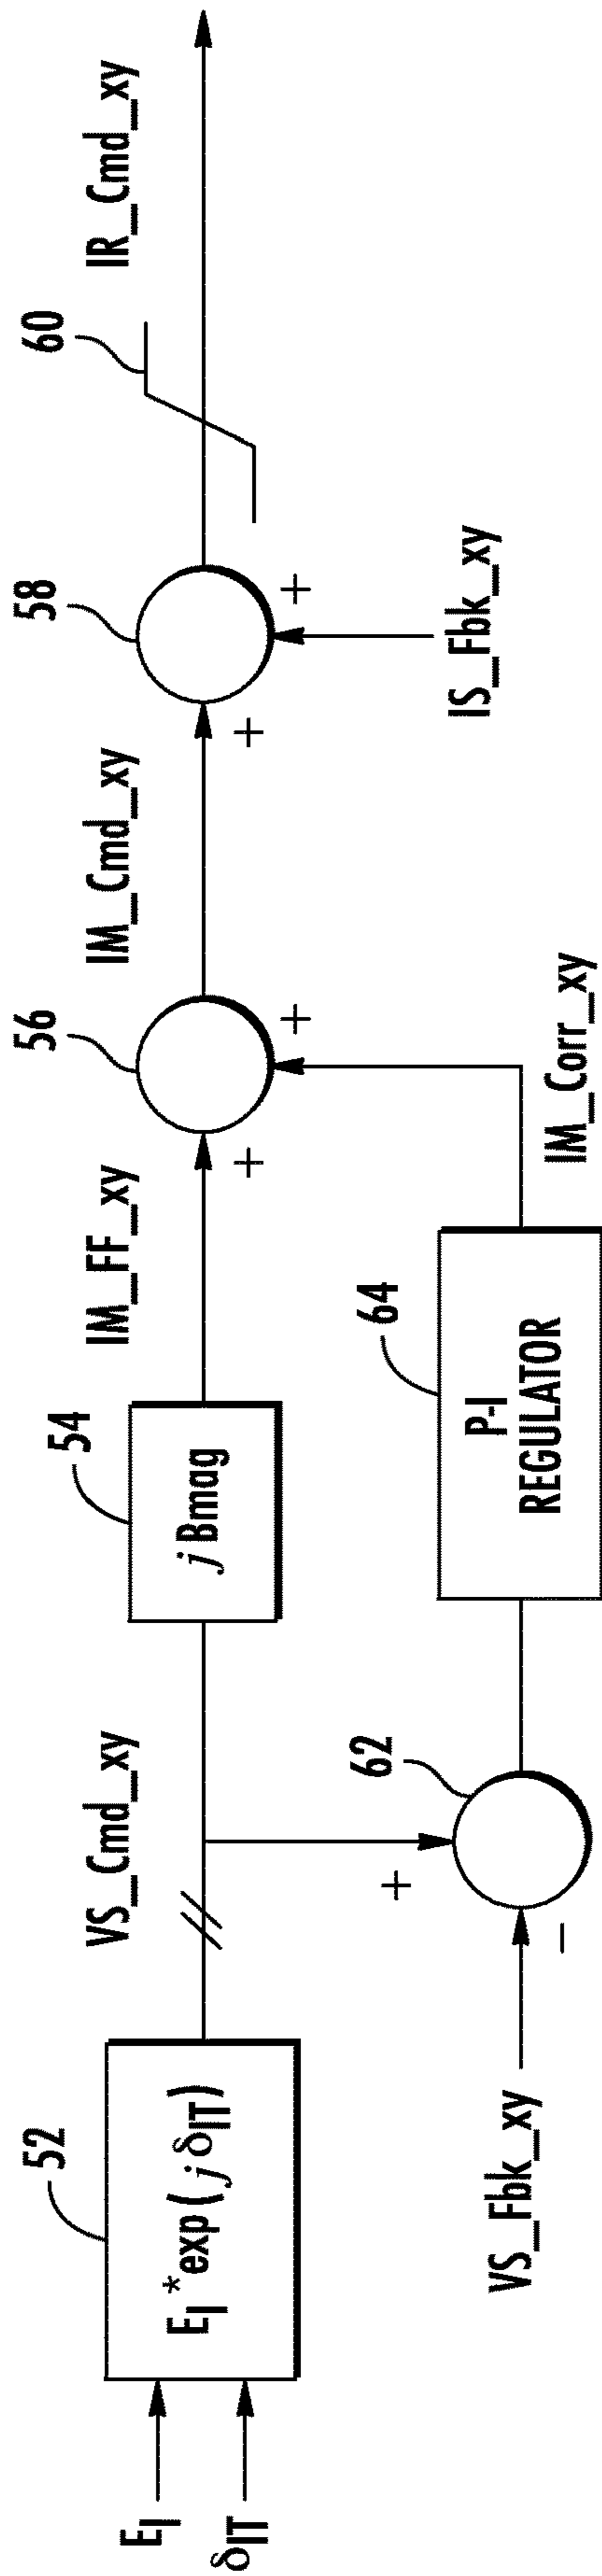 E_I
δ_IT
52
E_I* exp(jδ_IT)
VS_Cmd_xy
54
j Bmag
IM_FF_xy
56
+
+
IM_Cmd_xy
58
+
+
60
IR_Cmd_xy
IS_Fbk_xy
VS_Fbk_xy
62
+
−
64
P-I
REGULATOR
IM_Corr_xy